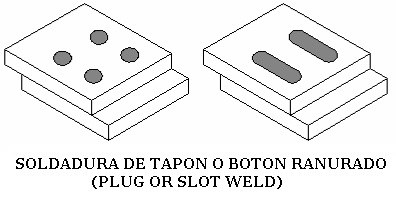 SOLDADURA DE TAPON O BOTON RANURADO
(PLUG OR SLOT WELD)